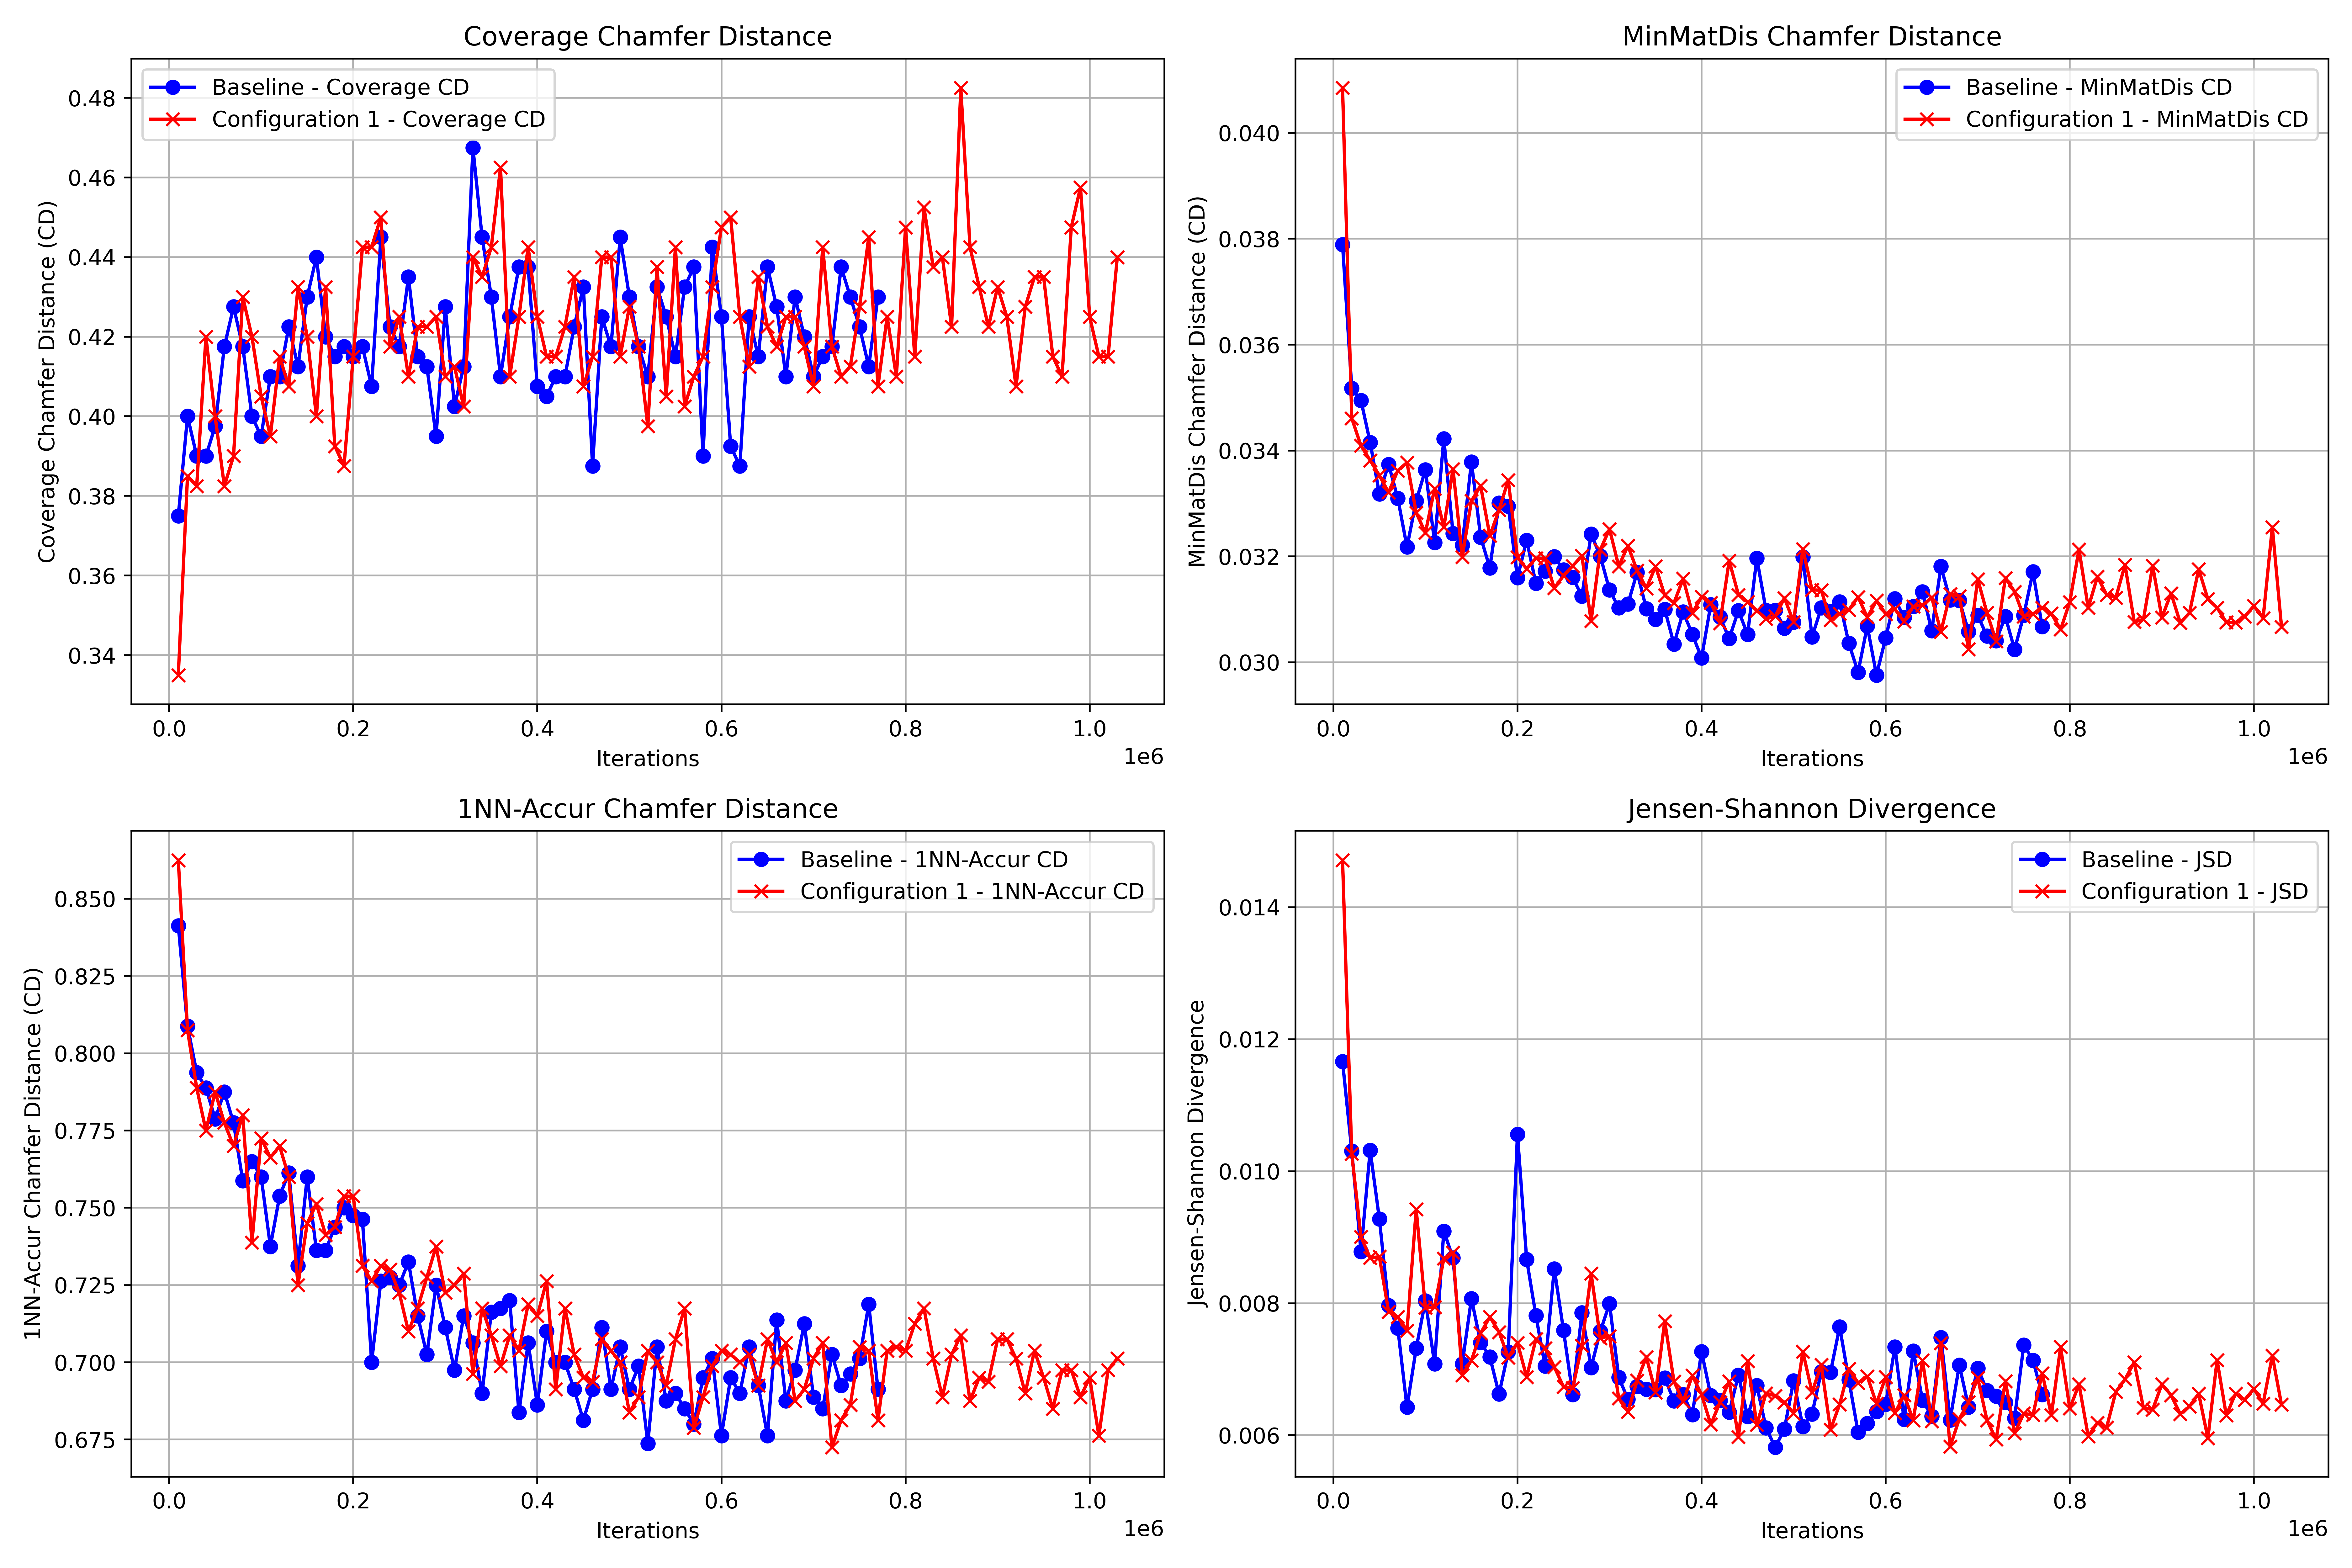 Coverage Chamfer Distance
Baseline - Coverage CD
Configuration 1 - Coverage CD
Coverage Chamfer Distance (CD)
0.48
0.46
0.44
0.42
0.40
0.38
0.36
0.34
0.0 0.2 0.4 0.6 0.8 1.0
Iterations
1e6
MinMatDis Chamfer Distance
Baseline - MinMatDis CD
Configuration 1 - MinMatDis CD
MinMatDis Chamfer Distance (CD)
0.040
0.038
0.036
0.034
0.032
0.030
0.0 0.2 0.4 0.6 0.8 1.0
Iterations
1e6
1NN-Accur Chamfer Distance
Baseline - 1NN-Accur CD
Configuration 1 - 1NN-Accur CD
1NN-Accur Chamfer Distance (CD)
0.850
0.825
0.800
0.775
0.750
0.725
0.700
0.675
0.0 0.2 0.4 0.6 0.8 1.0
Iterations
1e6
Jensen-Shannon Divergence
Baseline - JSD
Configuration 1 - JSD
Jensen-Shannon Divergence
0.014
0.012
0.010
0.008
0.006
0.0 0.2 0.4 0.6 0.8 1.0
Iterations
1e6